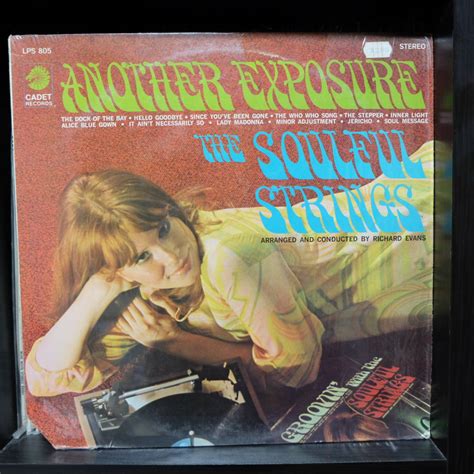 LPS 805
STEREO
CADET
RECORDS
ANOTHER EXPOSURE
THE DOCK OF THE BAY • HELLO GOODBYE • SINCE YOU'VE BEEN GONE • THE WHO WHO SONG • THE STEPPER • INNER LIGHT
ALICE BLUE GOWN • IT AIN'T NECESSARILY SO • LADY MADONNA • MINOR ADJUSTMENT • JERICHO • SOUL MESSAGE
THE SOULFUL
STRINGS
ARRANGED AND CONDUCTED BY RICHARD EVANS
GROOVIN' with the
SOULFUL
STRINGS